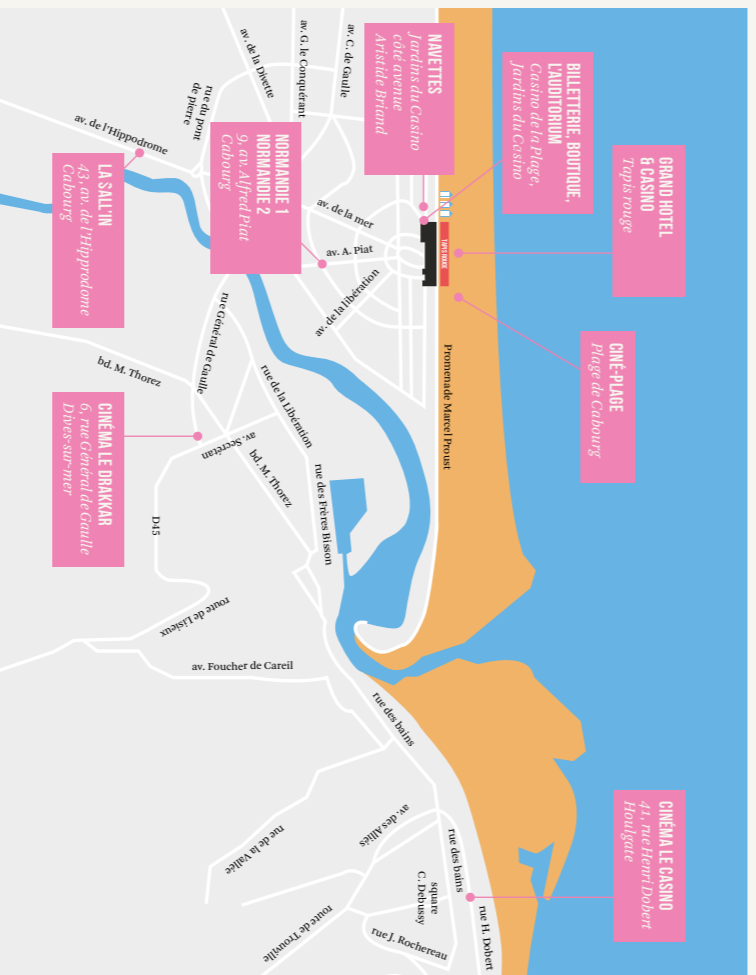 NAVETTES
Jardins du Casino
côté avenue
Aristide Briand
BILLETTERIE, BOUTIQUE,
L'AUDITORIUM
Casino de la Plage,
Jardins du Casino
GRAND HOTEL
& CASINO
Tapis rouge
CINÉ-PLAGE
Plage de Cabourg
NORMANDIE 1
NORMANDIE 2
9, av. Alfred Piat
Cabourg
LA SALL'IN
43, av. de l'Hipprodome
Cabourg
CINÉMA LE DRAKKAR
6, rue Général de Gaulle
Dives-sur-mer
CINÉMA LE CASINO
41, rue Henri Dobert
Houlgate
TAPIS ROUGE
av. C. de Gaulle
av. G. le Conquérant
av. de la Divette
rue du pont
de pierre
av. de l'Hippodrome
av. de la mer
av. A. Piat
av. de la libération
Promenade Marcel Proust
rue Général de Gaulle
bd. M. Thorez
rue de la Libération
av. Secrétan
bd. M. Thorez
rue des Frères Bisson
D45
route de Lisieux
av. Foucher de Careil
rue des bains
av. des Alliés
rue de la Vallée
rue des bains
square
C. Debussy
rue H. Dobert
rue J. Rochereau
route de Trouville